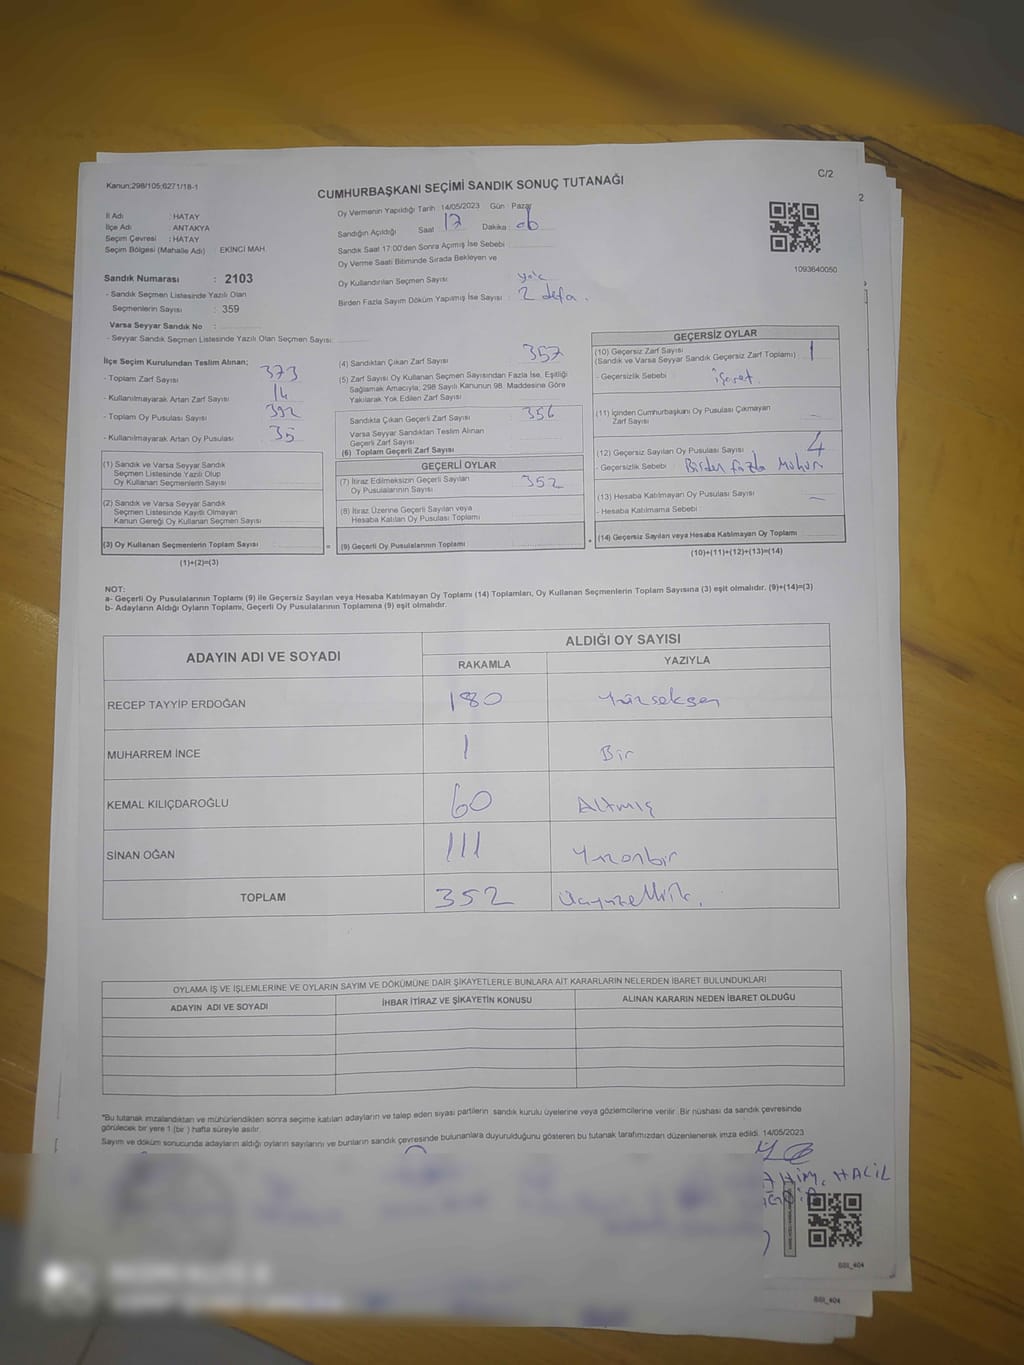 Kanun:298/105;6271/18-1
C/2
CUMHURBAŞKANI SEÇİMİ SANDIK SONUÇ TUTANAĞI
2
İl Adı : HATAY
İlçe Adı : ANTAKYA
Seçim Çevresi : HATAY
Seçim Bölgesi (Mahalle Adı) : EKİNCİ MAH
Sandık Numarası : 2103
- Sandık Seçmen Listesinde Yazılı Olan
Seçmenlerin Sayısı : 359
Varsa Seyyar Sandık No :
- Seyyar Sandık Seçmen Listesinde Yazılı Olan Seçmen Sayısı:
Oy Vermenin Yapıldığı Tarih : 14/05/2023 Gün : Pazar
Sandığın Açıldığı Saat : 17 Dakika :
Sandık Saat 17:00'den Sonra Açımış İse Sebebi :
Oy Verme Saati Bitiminde Sırada Bekleyen ve
Oy Kullandırılan Seçmen Sayısı : yok
Birden Fazla Sayım Döküm Yapılmış İse Sayısı : 2 defa.
1093640050
İlçe Seçim Kurulundan Teslim Alınan;
- Toplam Zarf Sayısı : 373
- Kullanılmayarak Artan Zarf Sayısı : 14
- Toplam Oy Pusulası Sayısı : 392
- Kullanılmayarak Artan Oy Pusulası : 35
(1) Sandık ve Varsa Seyyar Sandık
Seçmen Listesinde Yazılı Olup
Oy Kullanan Seçmenlerin Sayısı
(2) Sandık ve Varsa Seyyar Sandık
Seçmen Listesinde Kayıtlı Olmayan
Kanun Gereği Oy Kullanan Seçmen Sayısı
(3) Oy Kullanan Seçmenlerin Toplam Sayısı
(1)+(2)=(3)
=
(4) Sandıktan Çıkan Zarf Sayısı : 357
(5) Zarf Sayısı Oy Kullanan Seçmen Sayısından Fazla İse, Eşitliği
Sağlamak Amacıyla; 298 Sayılı Kanunun 98. Maddesine Göre
Yakılarak Yok Edilen Zarf Sayısı
Sandıkta Çıkan Geçerli Zarf Sayısı : 356
Varsa Seyyar Sandıktan Teslim Alınan
Geçerli Zarf Sayısı
(6) Toplam Geçerli Zarf Sayısı
GEÇERLİ OYLAR
(7) İtiraz Edilmeksizin Geçerli Sayılan
Oy Pusulalarının Sayısı : 352
(8) İtiraz Üzerine Geçerli Sayılan veya
Hesaba Katılan Oy Pusulası Toplamı
(9) Geçerli Oy Pusulalarının Toplamı
+
GEÇERSİZ OYLAR
(10) Geçersiz Zarf Sayısı
(Sandık ve Varsa Seyyar Sandık Geçersiz Zarf Toplamı) : 1
- Geçersizlik Sebebi : işaret.
(11) İçinden Cumhurbaşkanı Oy Pusulası Çıkmayan
Zarf Sayısı : —
(12) Geçersiz Sayılan Oy Pusulası Sayısı : 4
- Geçersizlik Sebebi : Birden fazla Mühür
(13) Hesaba Katılmayan Oy Pusulası Sayısı : —
- Hesaba Katılmama Sebebi
(14) Geçersiz Sayılan veya Hesaba Katılmayan Oy Toplamı
(10)+(11)+(12)+(13)=(14)
NOT:
a- Geçerli Oy Pusulalarının Toplamı (9) ile Geçersiz Sayılan veya Hesaba Katılmayan Oy Toplamı (14) Toplamları, Oy Kullanan Seçmenlerin Toplam Sayısına (3) eşit olmalıdır. (9)+(14)=(3)
b- Adayların Aldığı Oyların Toplamı, Geçerli Oy Pusulalarının Toplamına (9) eşit olmalıdır.
ADAYIN ADI VE SOYADI
ALDIĞI OY SAYISI
RAKAMLA YAZIYLA
RECEP TAYYİP ERDOĞAN 180 Yüzseksen
MUHARREM İNCE 1 Bir
KEMAL KILIÇDAROĞLU 60 Altmış
SİNAN OĞAN 111 Yüzonbir
TOPLAM 352 Üçyüzelliiki.
OYLAMA İŞ VE İŞLEMLERİNE VE OYLARIN SAYIM VE DÖKÜMÜNE DAİR ŞİKAYETLERLE BUNLARA AİT KARARLARIN NELERDEN İBARET BULUNDUKLARI
ADAYIN ADI VE SOYADI İHBAR İTİRAZ VE ŞİKAYETİN KONUSU ALINAN KARARIN NEDEN İBARET OLDUĞU
*Bu tutanak imzalandıktan ve mühürlendikten sonra seçime katılan adayların ve talep eden siyasi partilerin sandık kurulu üyelerine veya gözlemcilerine verilir. Bir nüshası da sandık çevresinde
görülecek bir yere 1 (bir ) hafta süreyle asılır.
Sayım ve döküm sonucunda adayların aldığı oyların sayılarını ve bunların sandık çevresinde bulunanlara duyurulduğunu gösteren bu tutanak tarafımızdan düzenlenerek imza edildi. 14/05/2023
HALİL
SSI_404
SSI_404